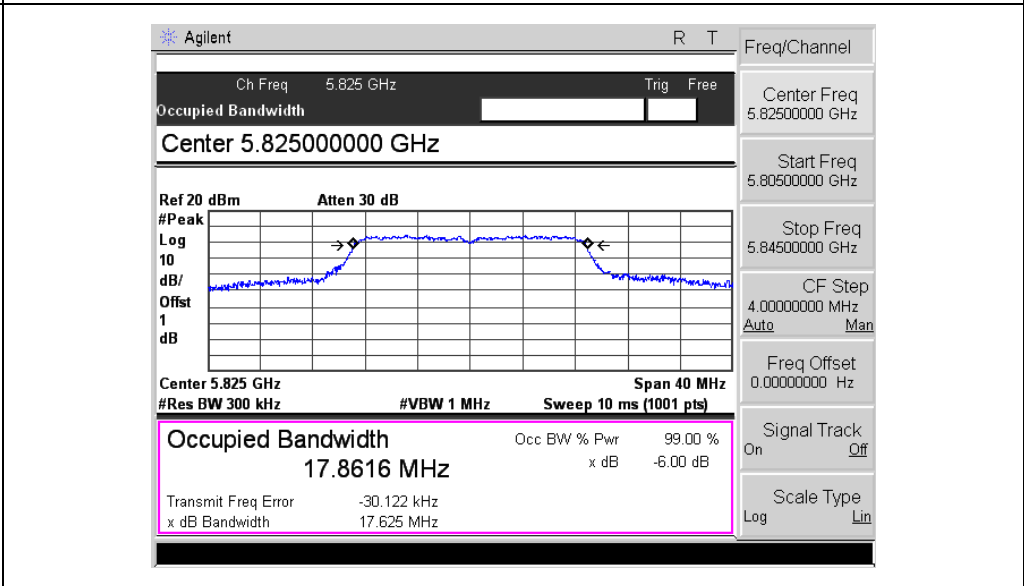 Agilent R T
Ch Freq 5.825 GHz Trig Free
Occupied Bandwidth
Center 5.825000000 GHz
Ref 20 dBm Atten 30 dB
#Peak
Log
10
dB/
Offst
1
dB
Center 5.825 GHz Span 40 MHz
#Res BW 300 kHz #VBW 1 MHz Sweep 10 ms (1001 pts)
Occupied Bandwidth
17.8616 MHz
Occ BW % Pwr 99.00 %
x dB -6.00 dB
Transmit Freq Error -30.122 kHz
x dB Bandwidth 17.625 MHz
Freq/Channel
Center Freq
5.82500000 GHz
Start Freq
5.80500000 GHz
Stop Freq
5.84500000 GHz
CF Step
4.00000000 MHz
Auto Man
Freq Offset
0.00000000 Hz
Signal Track
On Off
Scale Type
Log Lin